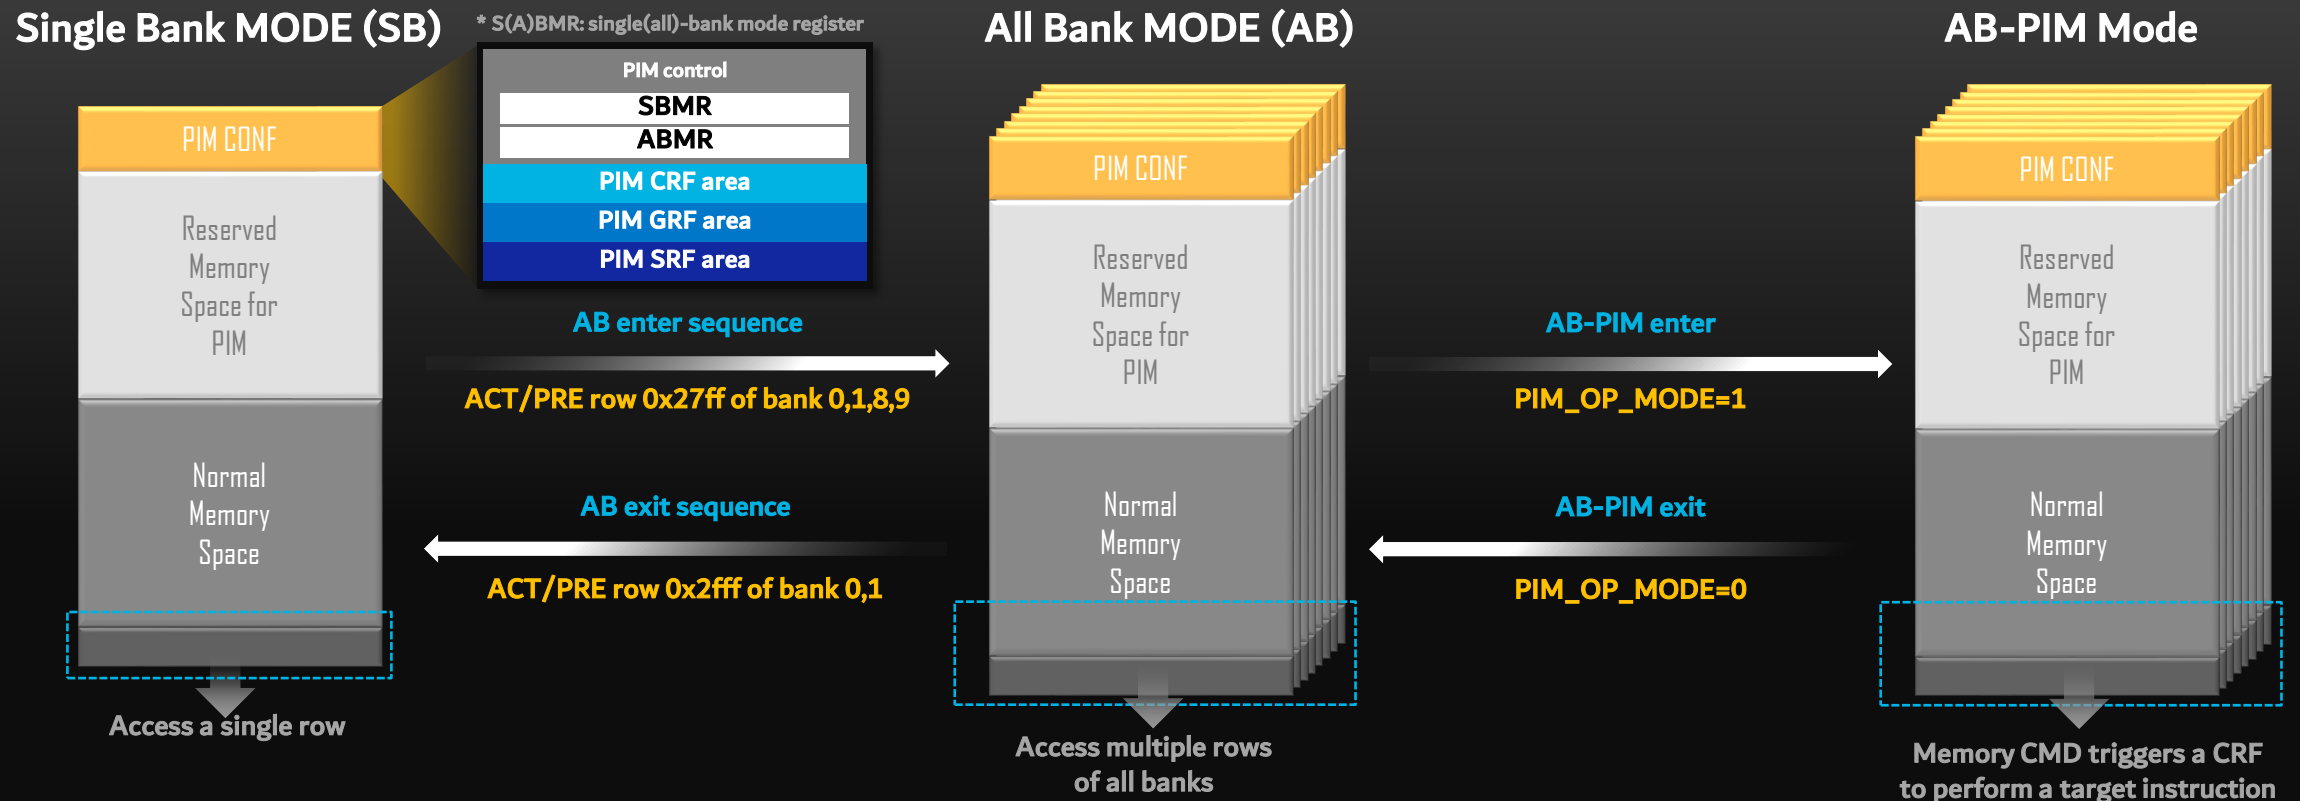 Single Bank MODE (SB)
* S(A)BMR: single(all)-bank mode register
All Bank MODE (AB)
AB-PIM Mode
PIM control
SBMR
ABMR
PIM CRF area
PIM GRF area
PIM SRF area
PIM CONF
Reserved
Memory
Space for
PIM
Normal
Memory
Space
Access a single row
AB enter sequence
ACT/PRE row 0x27ff of bank 0,1,8,9
AB exit sequence
ACT/PRE row 0x2fff of bank 0,1
PIM CONF
Reserved
Memory
Space for
PIM
Normal
Memory
Space
Access multiple rows
of all banks
AB-PIM enter
PIM_OP_MODE=1
AB-PIM exit
PIM_OP_MODE=0
PIM CONF
Reserved
Memory
Space for
PIM
Normal
Memory
Space
Memory CMD triggers a CRF
to perform a target instruction